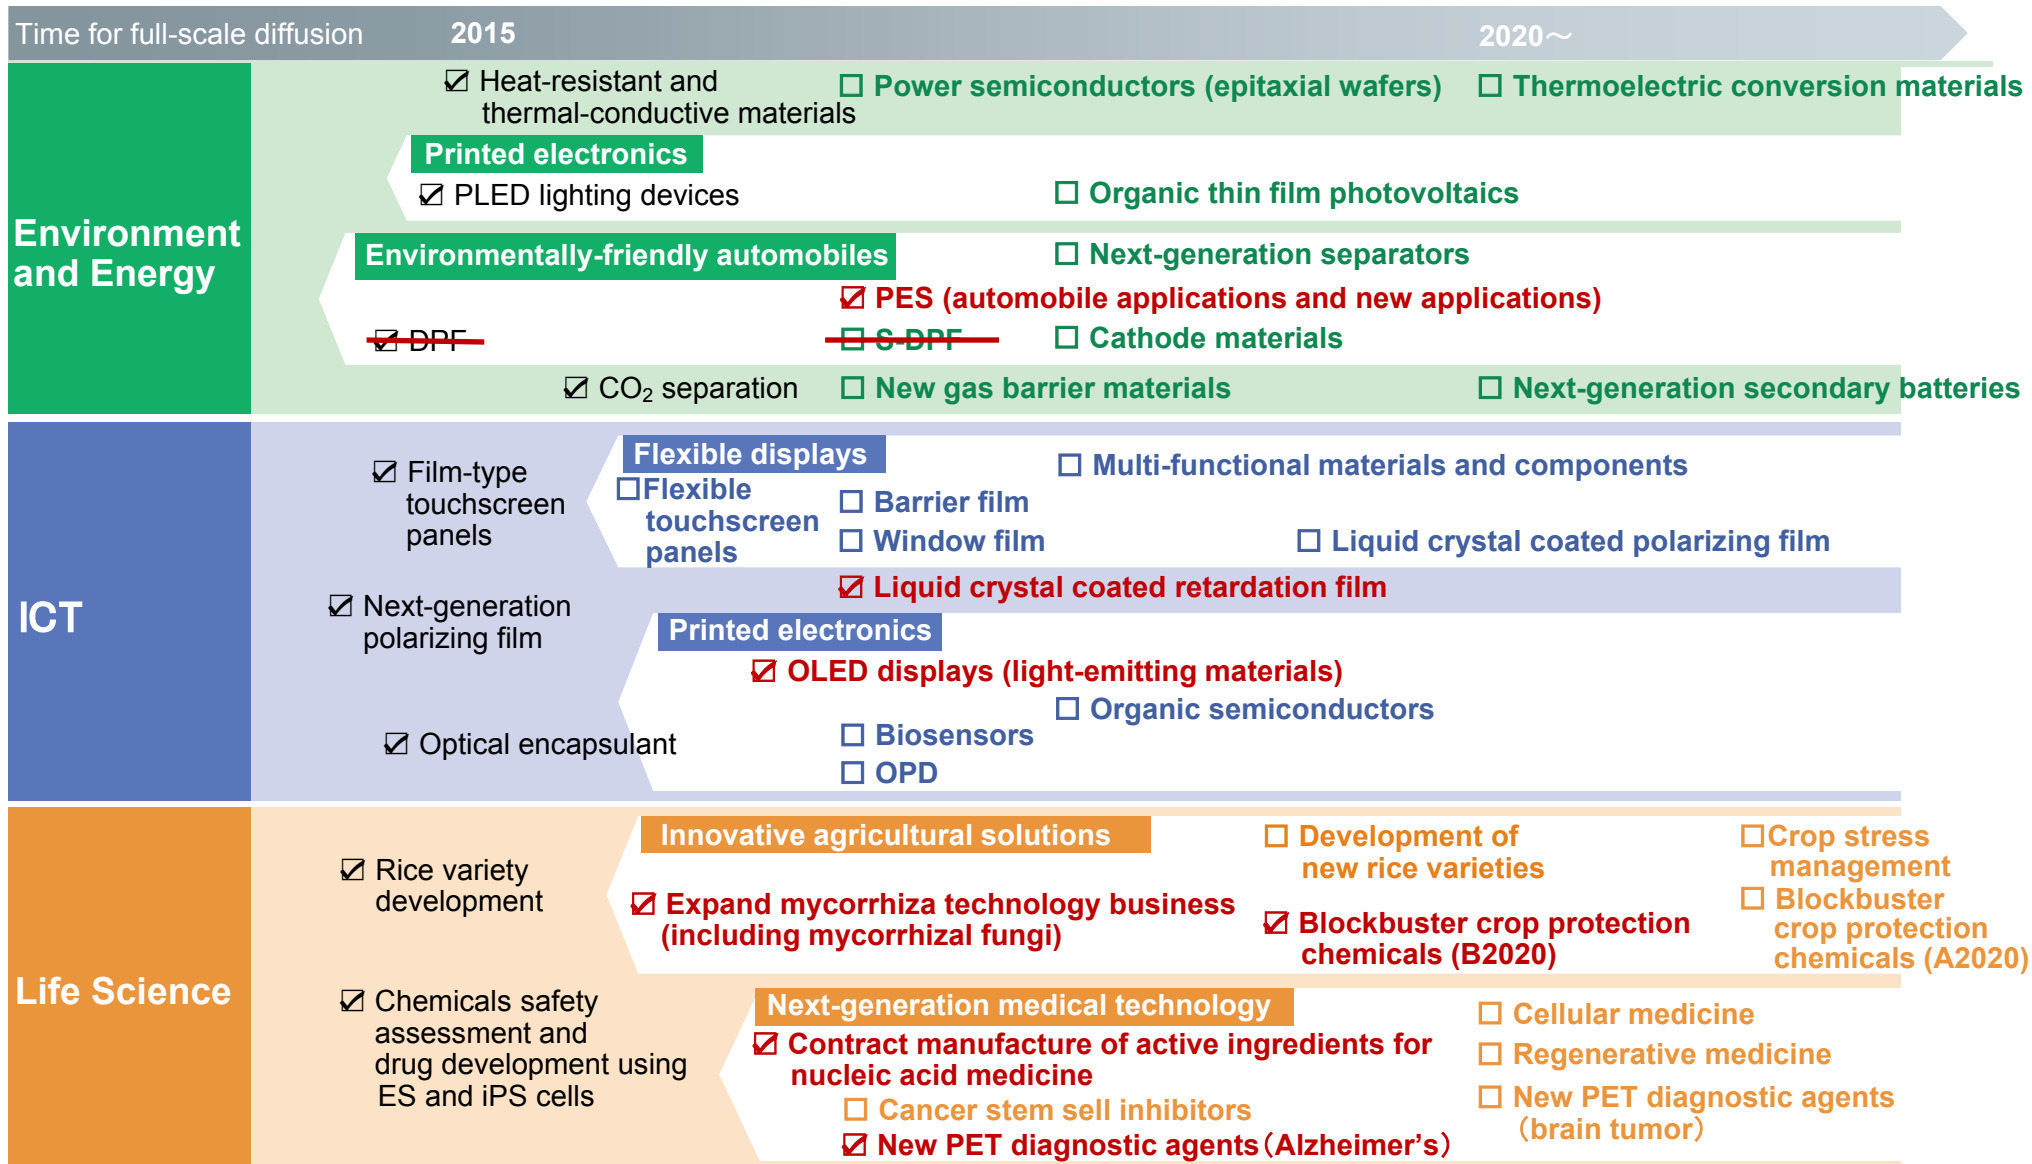 Time for full-scale diffusion 2015 2020～
Environment
and Energy
☑ Heat-resistant and
thermal-conductive materials
☐ Power semiconductors (epitaxial wafers)
☐ Thermoelectric conversion materials
Printed electronics
☑ PLED lighting devices
☐ Organic thin film photovoltaics
Environmentally-friendly automobiles
☐ Next-generation separators
☑ PES (automobile applications and new applications)
☑ DPF
☐ S-DPF
☐ Cathode materials
☑ CO₂ separation
☐ New gas barrier materials
☐ Next-generation secondary batteries
ICT
☑ Film-type
touchscreen
panels
Flexible displays
☐ Flexible
touchscreen
panels
☐ Multi-functional materials and components
☐ Barrier film
☐ Window film
☐ Liquid crystal coated polarizing film
☑ Liquid crystal coated retardation film
☑ Next-generation
polarizing film
Printed electronics
☑ OLED displays (light-emitting materials)
☐ Organic semiconductors
☑ Optical encapsulant
☐ Biosensors
☐ OPD
Life Science
☑ Rice variety
development
Innovative agricultural solutions
☐ Development of
new rice varieties
☐ Crop stress
management
☑ Expand mycorrhiza technology business
(including mycorrhizal fungi)
☑ Blockbuster crop protection
chemicals (B2020)
☐ Blockbuster
crop protection
chemicals (A2020)
☑ Chemicals safety
assessment and
drug development using
ES and iPS cells
Next-generation medical technology
☑ Contract manufacture of active ingredients for
nucleic acid medicine
☐ Cancer stem sell inhibitors
☑ New PET diagnostic agents（Alzheimer's）
☐ Cellular medicine
☐ Regenerative medicine
☐ New PET diagnostic agents
（brain tumor）